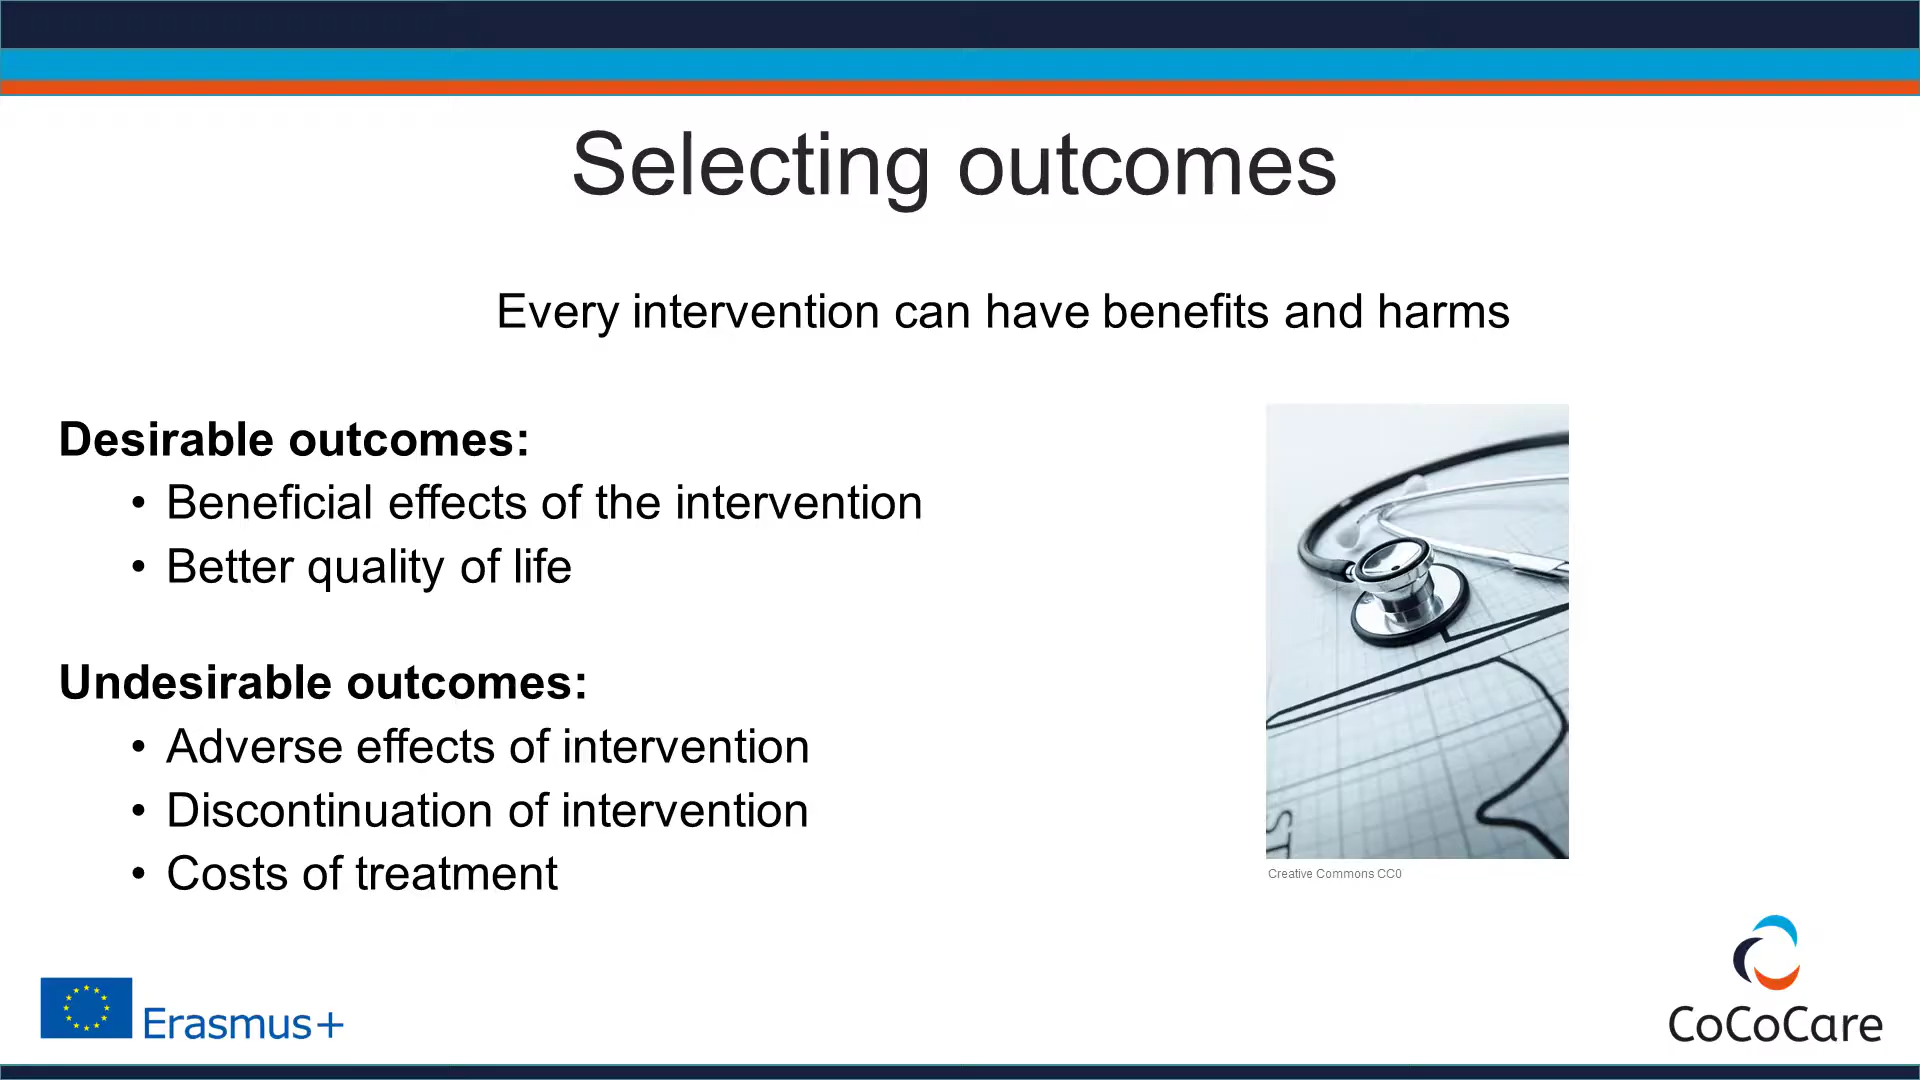 Selecting outcomes
Every intervention can have benefits and harms
Desirable outcomes:
• Beneficial effects of the intervention
• Better quality of life
Undesirable outcomes:
• Adverse effects of intervention
• Discontinuation of intervention
• Costs of treatment
Creative Commons CC0
Erasmus+
CoCoCare